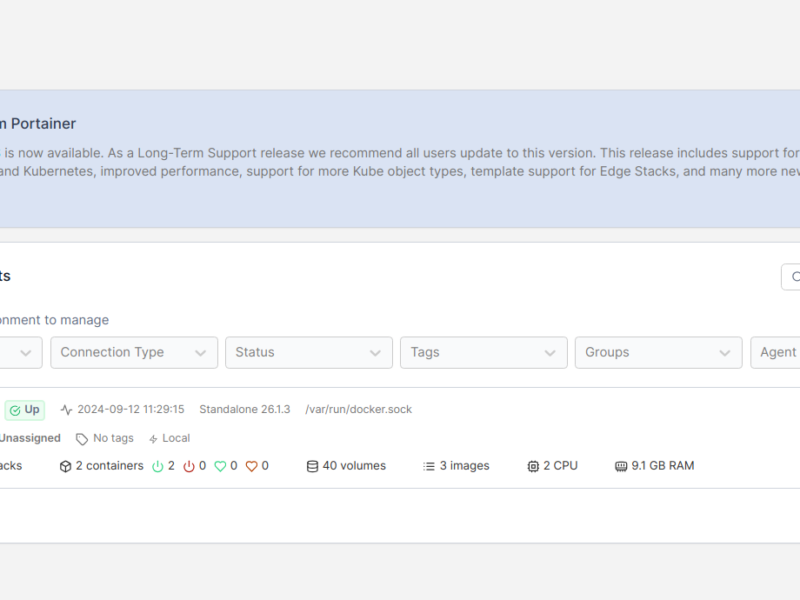 Portainer
is now available. As a Long-Term Support release we recommend all users update to this version. This release includes support for
and Kubernetes, improved performance, support for more Kube object types, template support for Edge Stacks, and many more new
to manage
Connection Type Status Tags Groups Agent
Up 2024-09-12 11:29:15 Standalone 26.1.3 /var/run/docker.sock
Unassigned No tags Local
2 containers 2 0 0 0 40 volumes 3 images 2 CPU 9.1 GB RAM